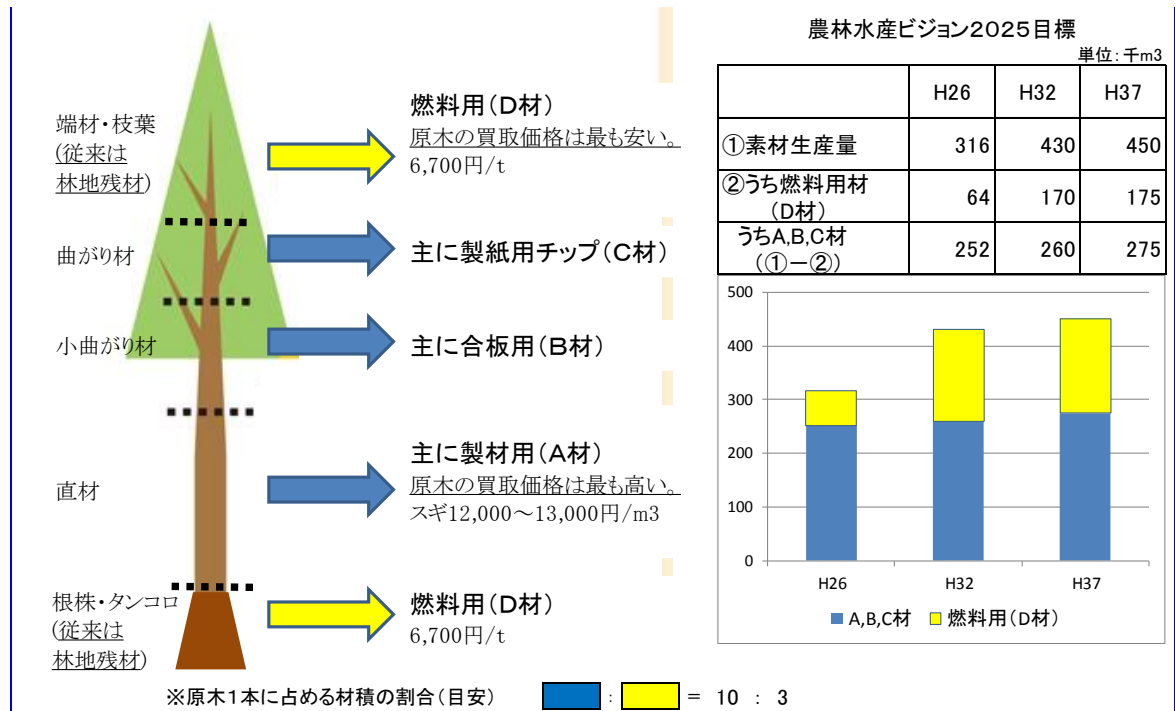 端材・枝葉
(従来は
林地残材)
燃料用(D材)
原木の買取価格は最も安い。
6,700円/t
曲がり材
主に製紙用チップ(C材)
小曲がり材
主に合板用(B材)
直材
主に製材用(A材)
原木の買取価格は最も高い。
スギ12,000～13,000円/m3
根株・タンコロ
(従来は
林地残材)
燃料用(D材)
6,700円/t
※原木1本に占める材積の割合(目安) : = 10 : 3
農林水産ビジョン2025目標
単位:千m3
H26 H32 H37
①素材生産量 316 430 450
②うち燃料用材
(D材) 64 170 175
うちA,B,C材
(①－②) 252 260 275
500
400
300
200
100
0
H26 H32 H37
A,B,C材 燃料用(D材)